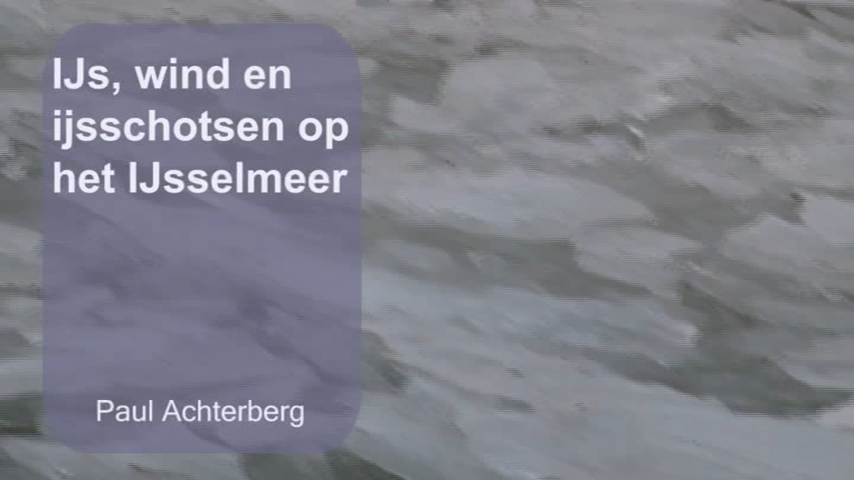 IJs, wind en
ijsschotsen op
het IJsselmeer
Paul Achterberg